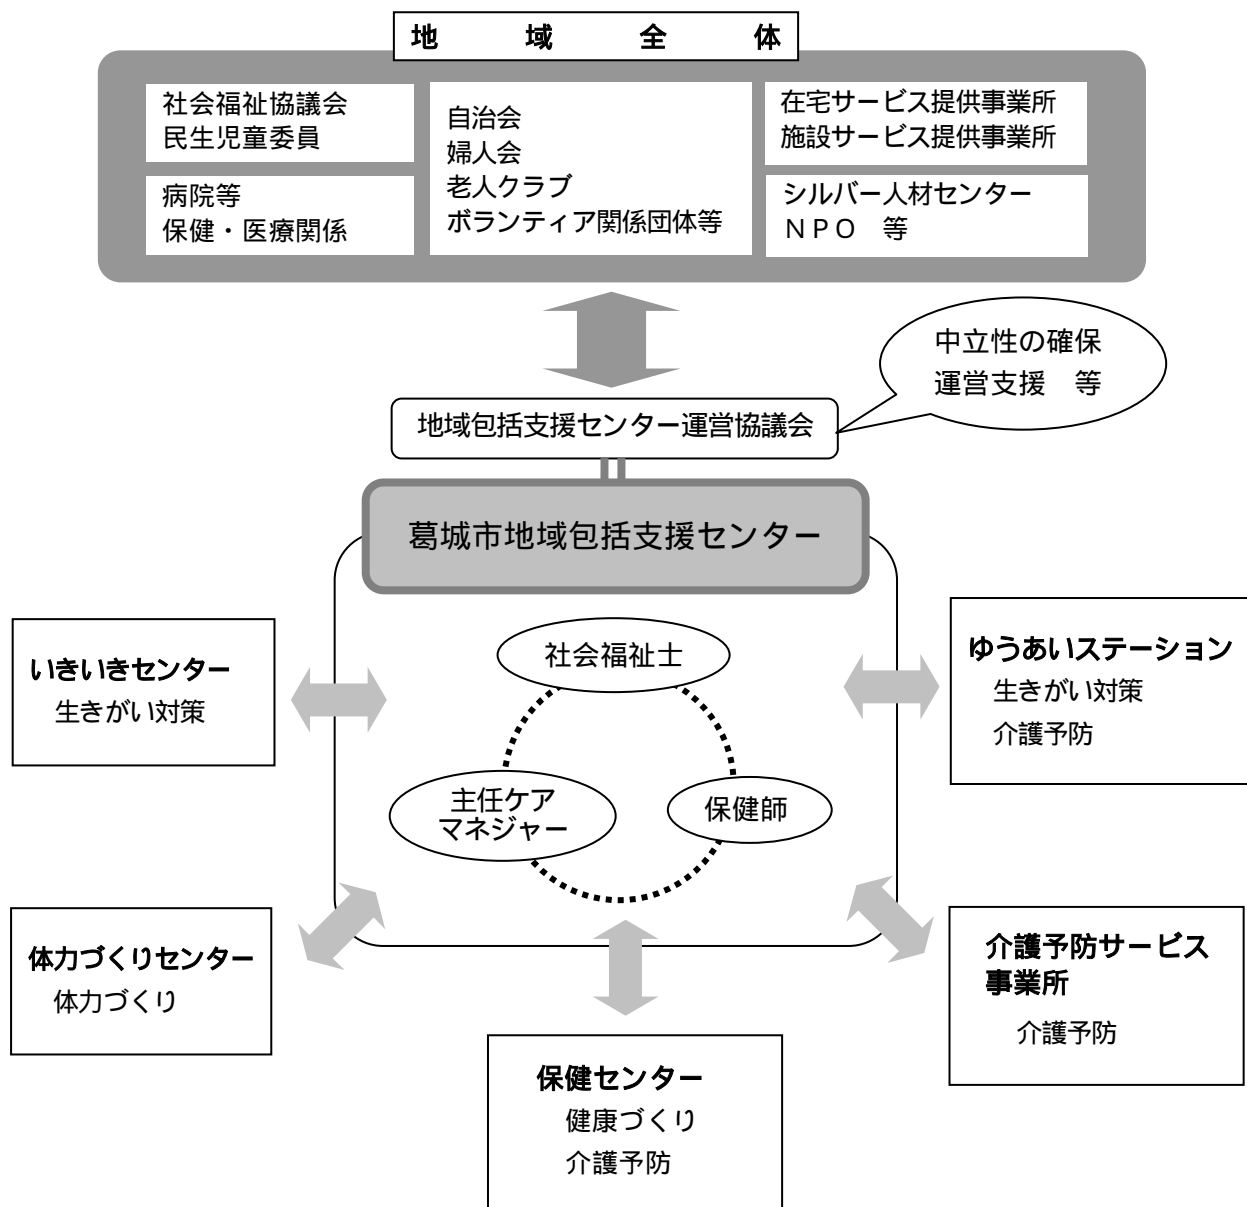 地　域　全　体
社会福祉協議会
民生児童委員
病院等
保健・医療関係
自治会
婦人会
老人クラブ
ボランティア関係団体等
在宅サービス提供事業所
施設サービス提供事業所
シルバー人材センター
ＮＰＯ　等
中立性の確保
運営支援　等
地域包括支援センター運営協議会
葛城市地域包括支援センター
社会福祉士
主任ケア
マネジャー
保健師
いきいきセンター
生きがい対策
ゆうあいステーション
生きがい対策
介護予防
体力づくりセンター
体力づくり
介護予防サービス
事業所
介護予防
保健センター
健康づくり
介護予防